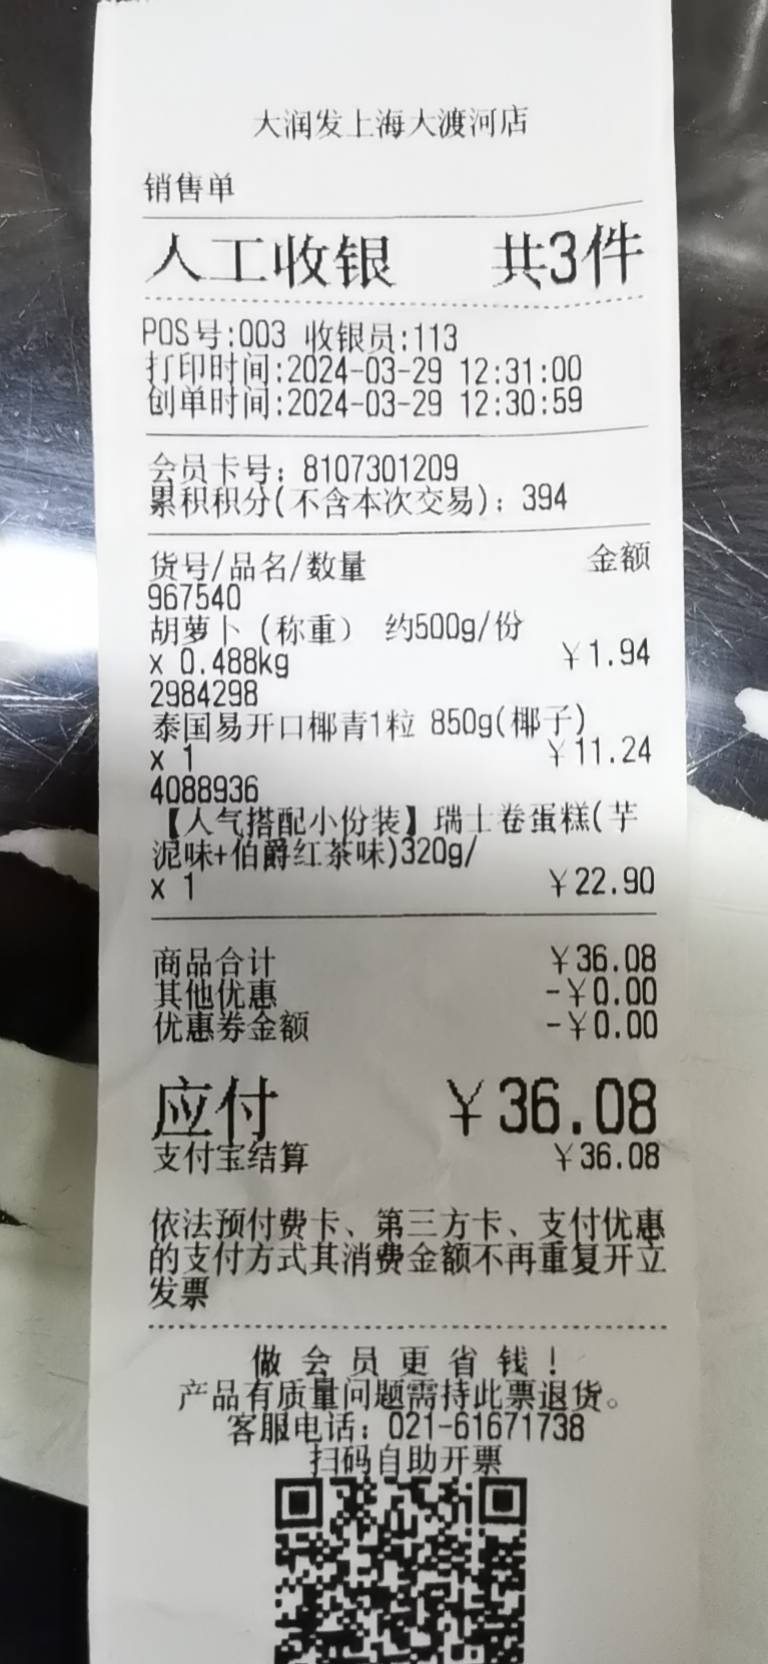 大润发上海大渡河店
销售单
人工收银 共3件
POS号:003 收银员:113
打印时间:2024-03-29 12:31:00
创单时间:2024-03-29 12:30:59
会员卡号：8107301209
累积积分(不含本次交易)：394
货号/品名/数量 金额
967540
胡萝卜（称重） 约500g/份
x 0.488kg ￥1.94
2984298
泰国易开口椰青1粒 850g(椰子)
x 1 ￥11.24
4088936
【人气搭配小份装】瑞士卷蛋糕(芋
泥味+伯爵红茶味)320g/
x 1 ￥22.90
商品合计 ￥36.08
其他优惠 -￥0.00
优惠券金额 -￥0.00
应付 ￥36.08
支付宝结算 ￥36.08
依法预付费卡、第三方卡、支付优惠
的支付方式其消费金额不再重复开立
发票
做会员更省钱！
产品有质量问题需持此票退货。
客服电话：021-61671738
扫码自助开票